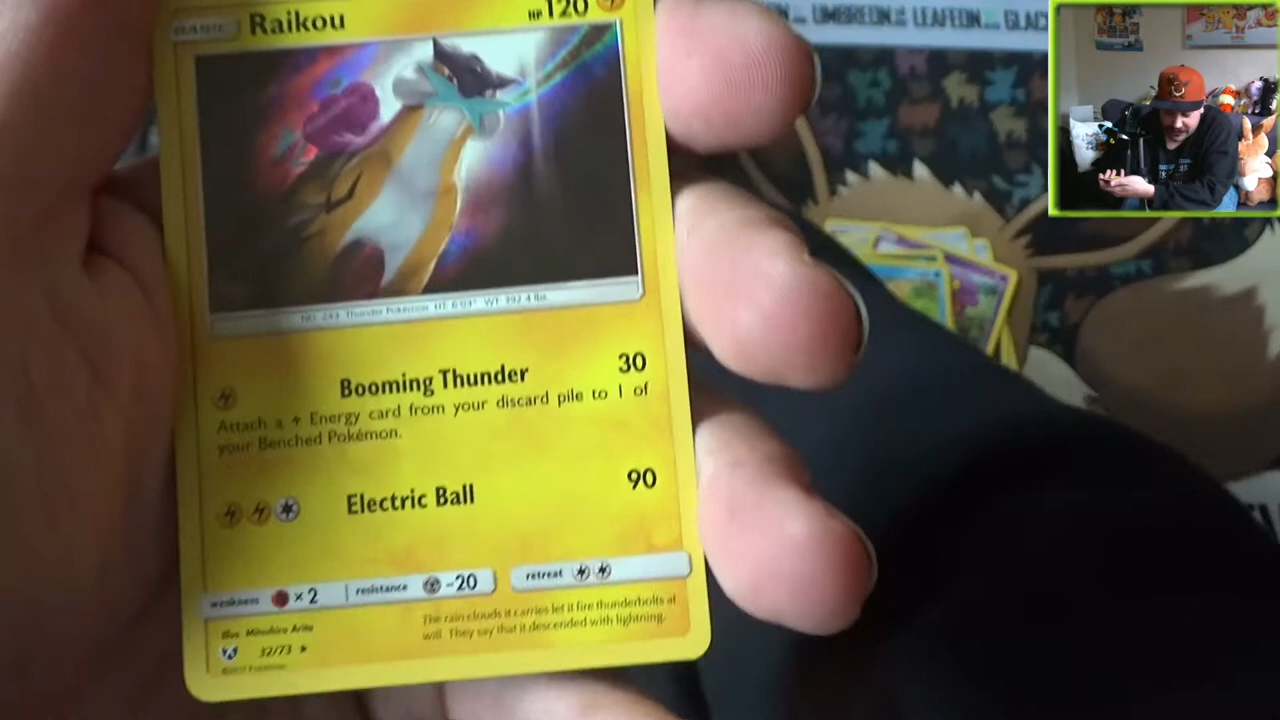 BASIC Raikou HP 120
UMBREON LEAFEON GLAC
NO. 243 Thunder Pokémon HT: 6'03" WT: 392.4 lbs.
Booming Thunder 30
Attach a Energy card from your discard pile to 1 of
your Benched Pokémon.
Electric Ball 90
weakness ×2 resistance -20 retreat
The rain clouds it carries let it fire thunderbolts at
will. They say that it descended with lightning.
Illus. Mitsuhiro Arita
32/73
©2017 Pokémon